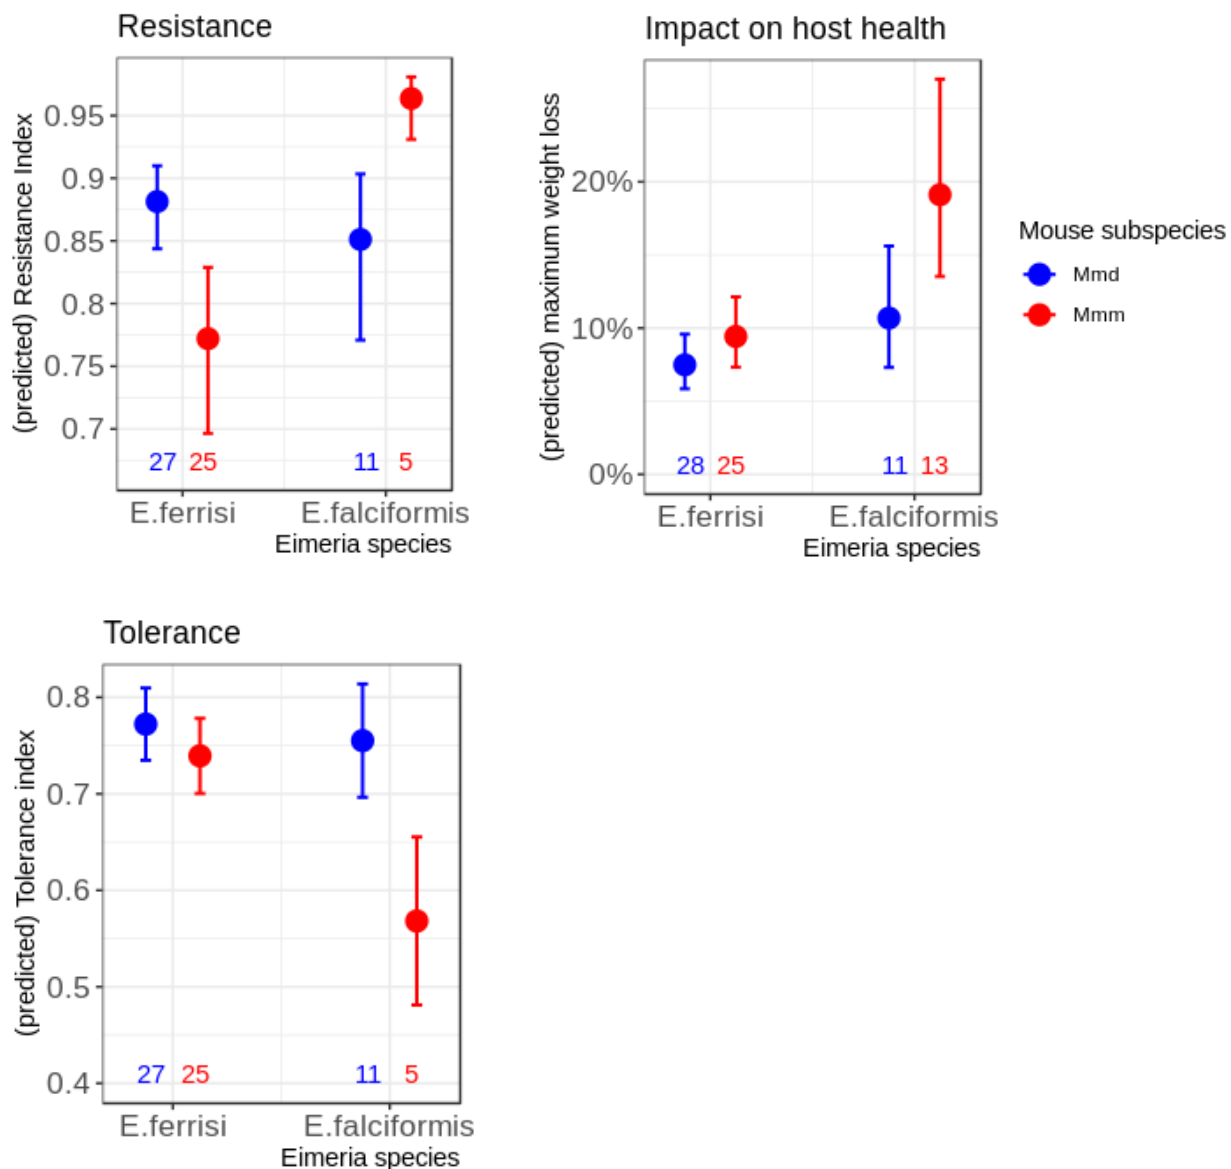 Resistance
(predicted) Resistance Index
0.95
0.9
0.85
0.8
0.75
0.7
27 25 11 5
E.ferrisi E.falciformis
Eimeria species
Impact on host health
(predicted) maximum weight loss
20%
10%
0%
28 25 11 13
E.ferrisi E.falciformis
Eimeria species
Mouse subspecies
Mmd
Mmm
Tolerance
(predicted) Tolerance index
0.8
0.7
0.6
0.5
0.4
27 25 11 5
E.ferrisi E.falciformis
Eimeria species